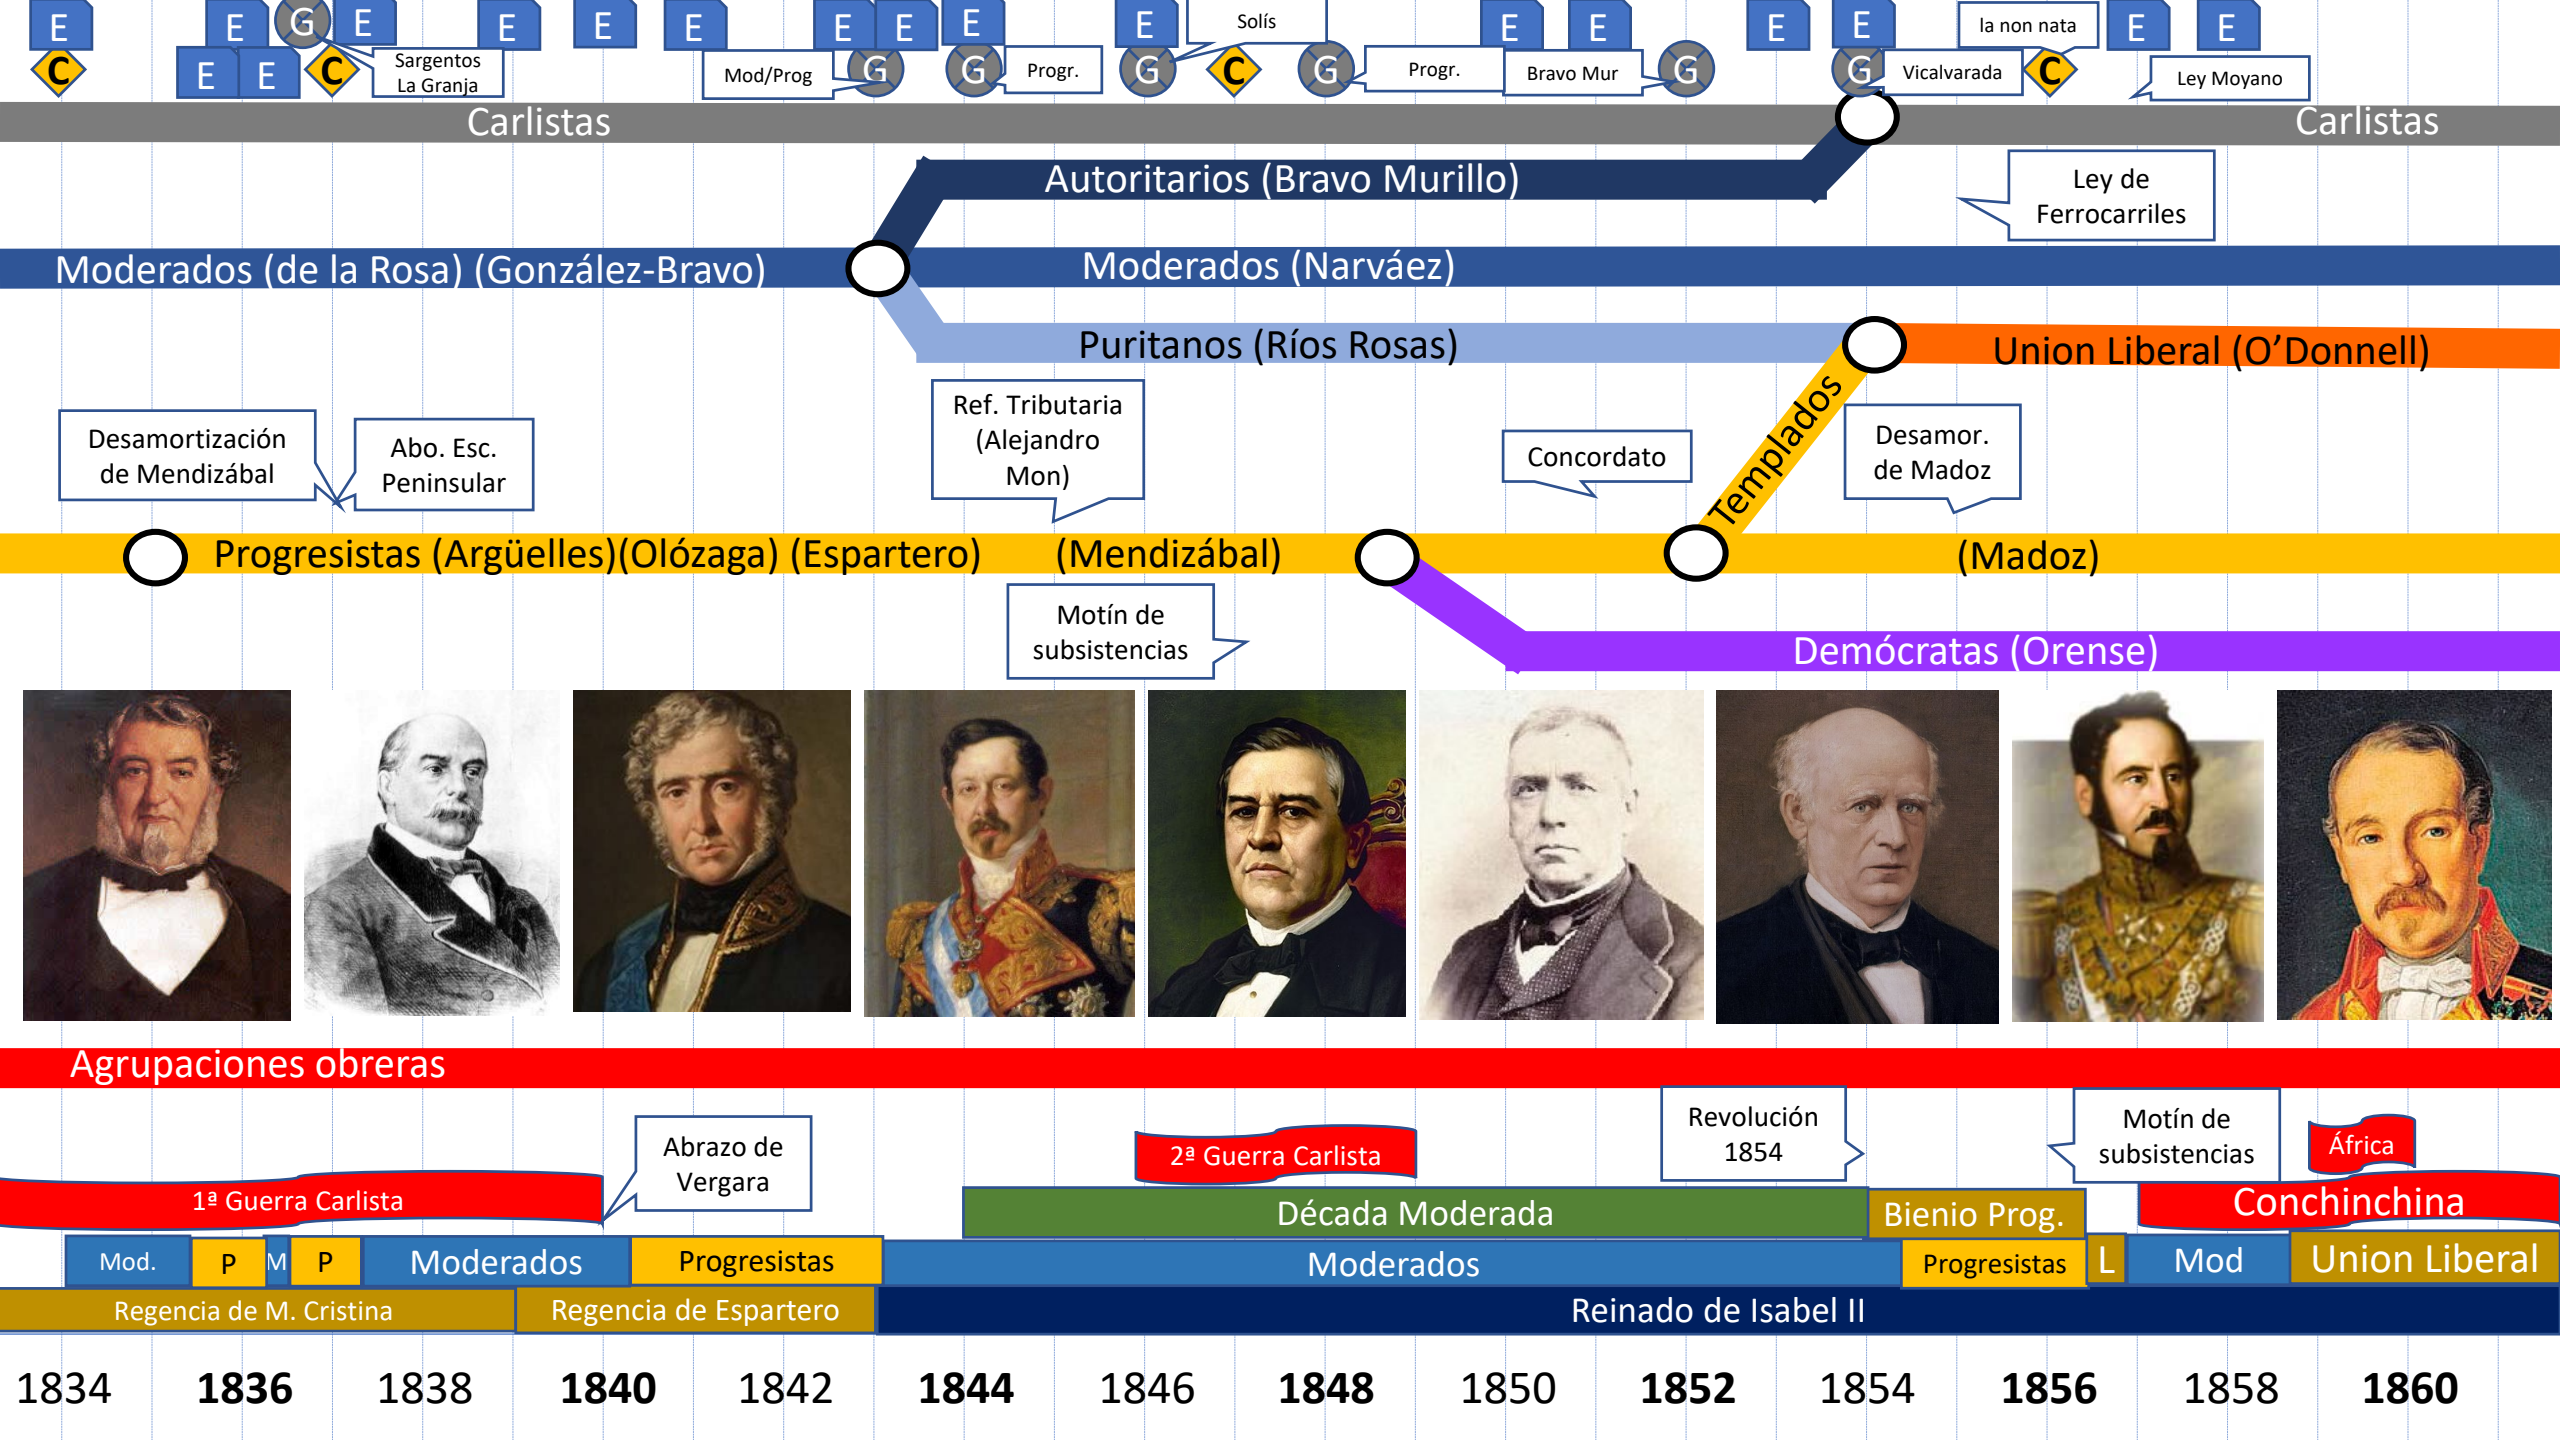 E
E
G
E
E
E
E
E
E
E
E
Solís
E
E
E
E
la non nata
E
E
C
E
E
C
Sargentos
La Granja
Mod/Prog
G
G
Progr.
G
C
G
Progr.
Bravo Mur
G
G
Vicalvarada
C
Ley Moyano
Carlistas
Carlistas
Autoritarios (Bravo Murillo)
Ley de
Ferrocarriles
Moderados (de la Rosa) (González-Bravo)
Moderados (Narváez)
Puritanos (Ríos Rosas)
Union Liberal (O’Donnell)
Templados
Desamortización
de Mendizábal
Abo. Esc.
Peninsular
Ref. Tributaria
(Alejandro
Mon)
Concordato
Desamor.
de Madoz
Progresistas (Argüelles)(Olózaga) (Espartero)
(Mendizábal)
(Madoz)
Motín de
subsistencias
Demócratas (Orense)
Agrupaciones obreras
Abrazo de
Vergara
2ª Guerra Carlista
Revolución
1854
Motín de
subsistencias
África
1ª Guerra Carlista
Década Moderada
Bienio Prog.
Conchinchina
Mod.
P
M
P
Moderados
Progresistas
Moderados
Progresistas
L
Mod
Union Liberal
Regencia de M. Cristina
Regencia de Espartero
Reinado de Isabel II
1834
1836
1838
1840
1842
1844
1846
1848
1850
1852
1854
1856
1858
1860